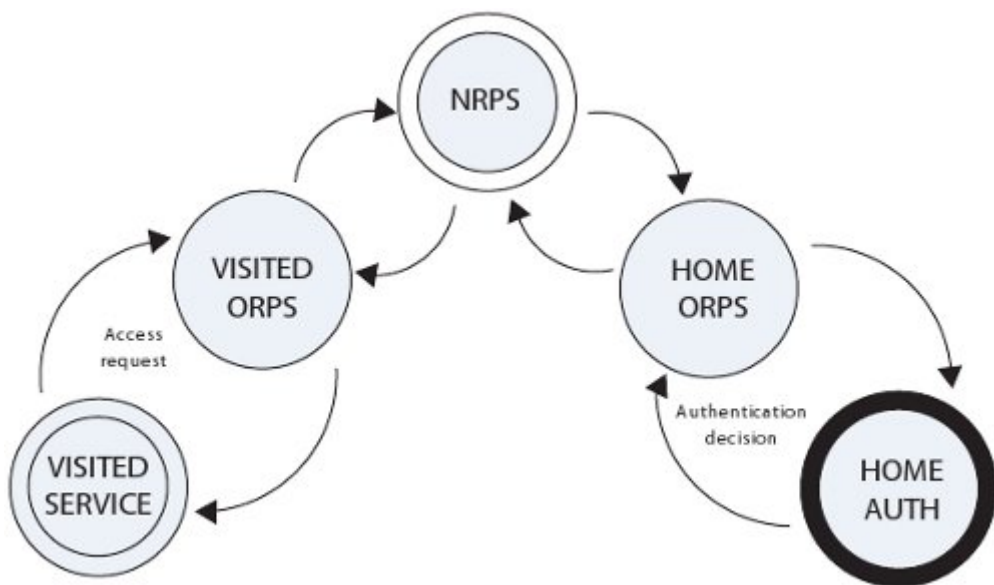 NRPS
VISITED
ORPS
HOME
ORPS
Access
request
Authentication
decision
VISITED
SERVICE
HOME
AUTH